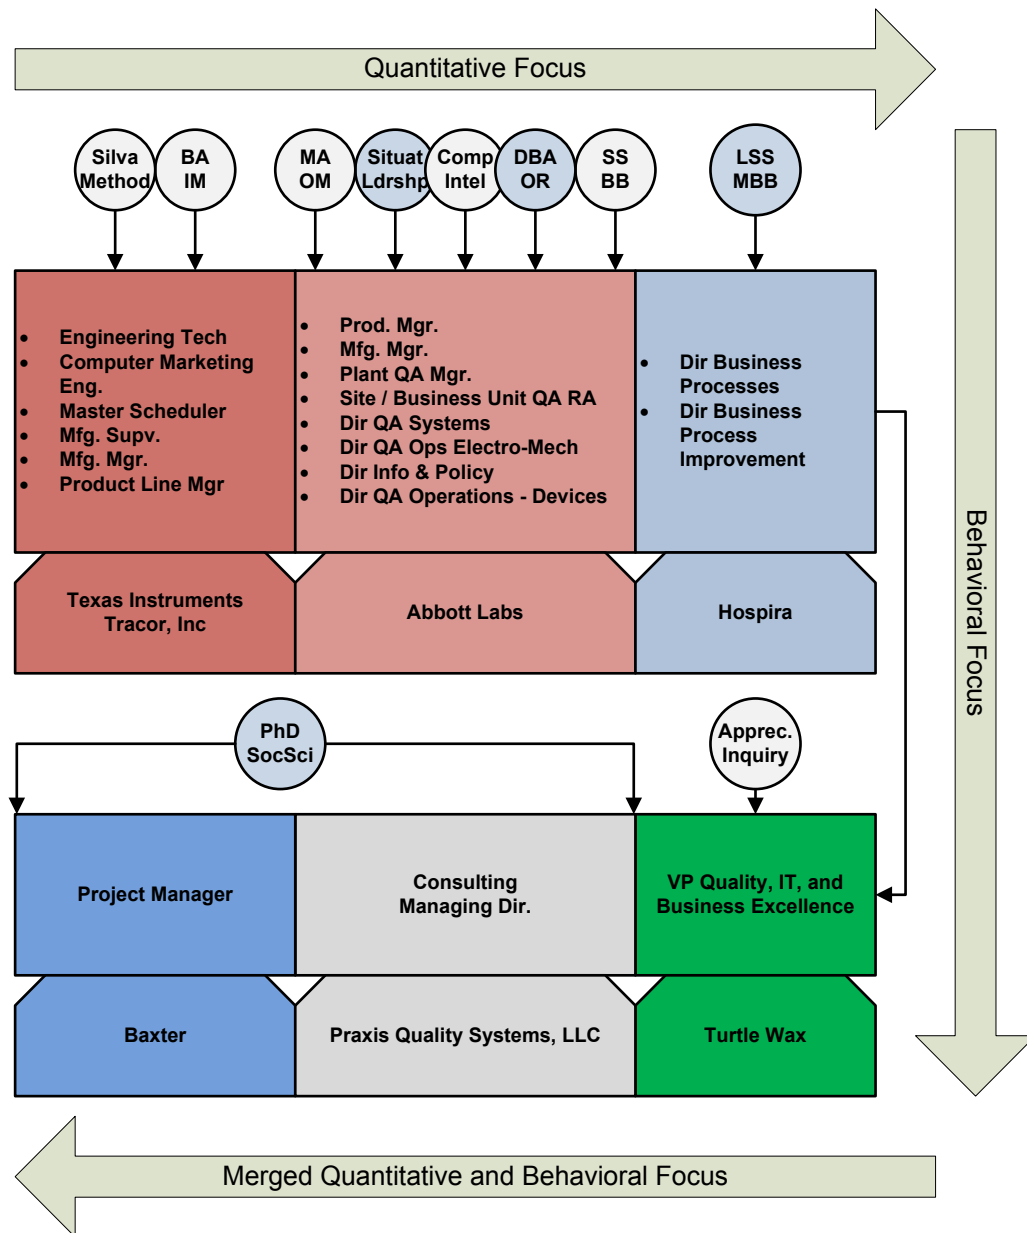 Quantitative Focus
Silva
Method
BA
IM
MA
OM
Situat
Ldrshp
Comp
Intel
DBA
OR
SS
BB
LSS
MBB
• Engineering Tech
• Computer Marketing
Eng.
• Master Scheduler
• Mfg. Supv.
• Mfg. Mgr.
• Product Line Mgr
• Prod. Mgr.
• Mfg. Mgr.
• Plant QA Mgr.
• Site / Business Unit QA RA
• Dir QA Systems
• Dir QA Ops Electro-Mech
• Dir Info & Policy
• Dir QA Operations - Devices
• Dir Business
Processes
• Dir Business
Process
Improvement
Texas Instruments
Tracor, Inc
Abbott Labs
Hospira
Behavioral Focus
PhD
SocSci
Apprec.
Inquiry
Project Manager
Consulting
Managing Dir.
VP Quality, IT, and
Business Excellence
Baxter
Praxis Quality Systems, LLC
Turtle Wax
Merged Quantitative and Behavioral Focus